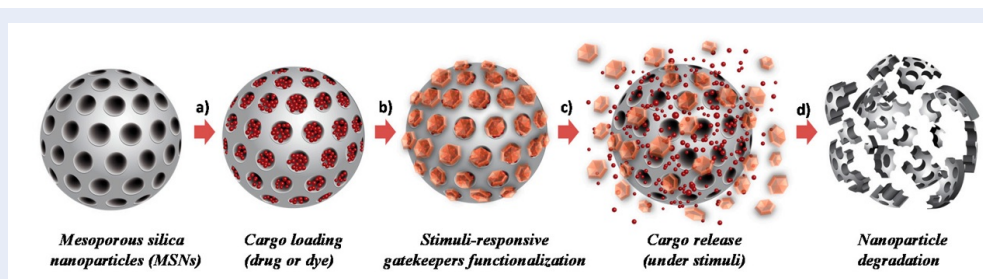 a)
b)
c)
d)
Mesoporous silica
nanoparticles (MSNs)
Cargo loading
(drug or dye)
Stimuli-responsive
gatekeepers functionalization
Cargo release
(under stimuli)
Nanoparticle
degradation